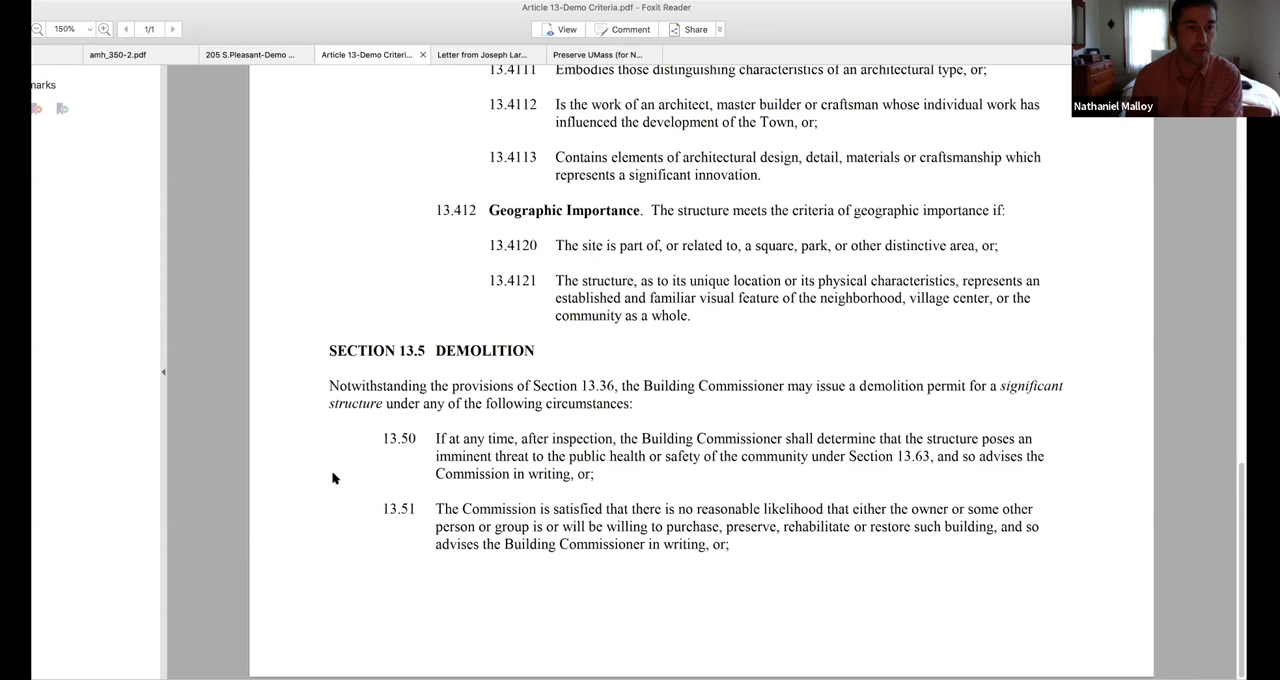 Article 13-Demo Criteria.pdf - Foxit Reader
150%
1/1
View
Comment
Share
amh_350-2.pdf
205 S.Pleasant-Demo ...
Article 13-Demo Criteri...
Letter from Joseph Lar...
Preserve UMass (for N...
marks
Nathaniel Malloy
13.4111 Embodies those distinguishing characteristics of an architectural type, or;
13.4112 Is the work of an architect, master builder or craftsman whose individual work has
influenced the development of the Town, or;
13.4113 Contains elements of architectural design, detail, materials or craftsmanship which
represents a significant innovation.
13.412 Geographic Importance. The structure meets the criteria of geographic importance if:
13.4120 The site is part of, or related to, a square, park, or other distinctive area, or;
13.4121 The structure, as to its unique location or its physical characteristics, represents an
established and familiar visual feature of the neighborhood, village center, or the
community as a whole.
SECTION 13.5 DEMOLITION
Notwithstanding the provisions of Section 13.36, the Building Commissioner may issue a demolition permit for a significant
structure under any of the following circumstances:
13.50 If at any time, after inspection, the Building Commissioner shall determine that the structure poses an
imminent threat to the public health or safety of the community under Section 13.63, and so advises the
Commission in writing, or;
13.51 The Commission is satisfied that there is no reasonable likelihood that either the owner or some other
person or group is or will be willing to purchase, preserve, rehabilitate or restore such building, and so
advises the Building Commissioner in writing, or;